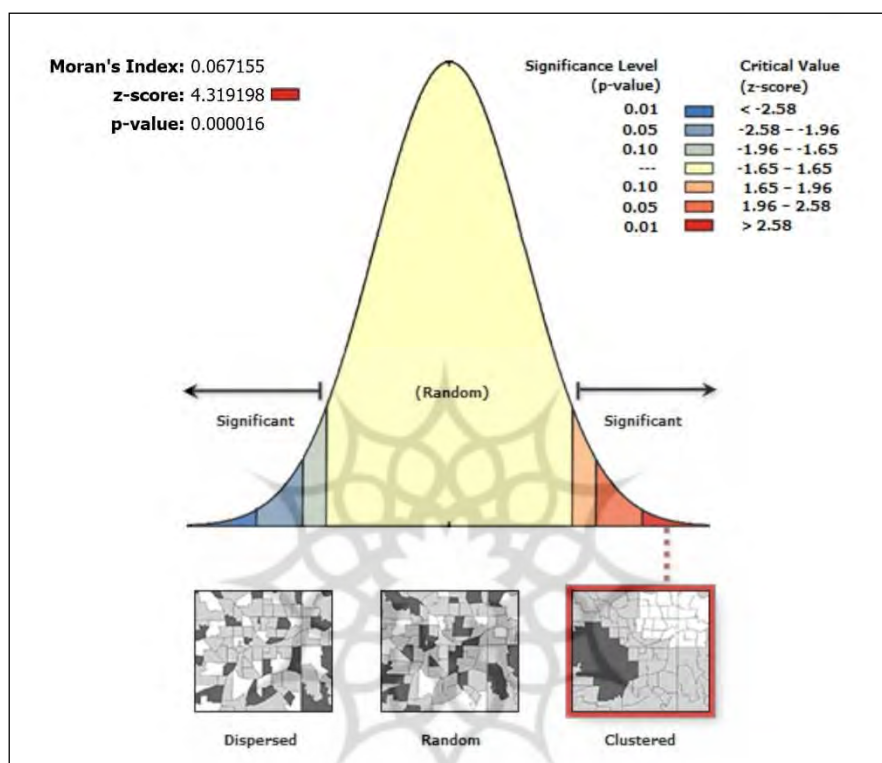 Moran's Index: 0.067155
z-score: 4.319198
p-value: 0.000016
Significance Level (p-value)
Critical Value (z-score)
0.01 < -2.58
0.05 -2.58 – -1.96
0.10 -1.96 – -1.65
--- -1.65 – 1.65
0.10 1.65 – 1.96
0.05 1.96 – 2.58
0.01 > 2.58
(Random)
Significant
Significant
Dispersed
Random
Clustered